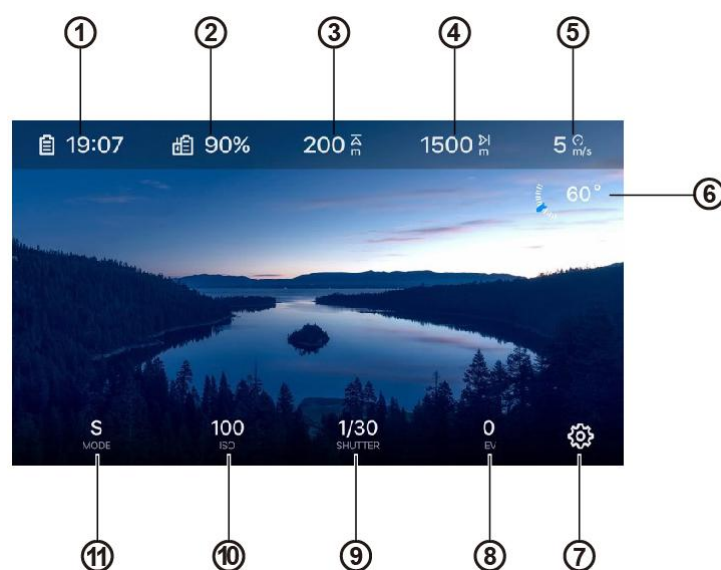 ① ② ③ ④ ⑤
19:07 90% 200 m 1500 m 5 m/s
60° ⑥
S 100 1/30 0
MODE ISO SHUTTER EV
⑪ ⑩ ⑨ ⑧ ⑦